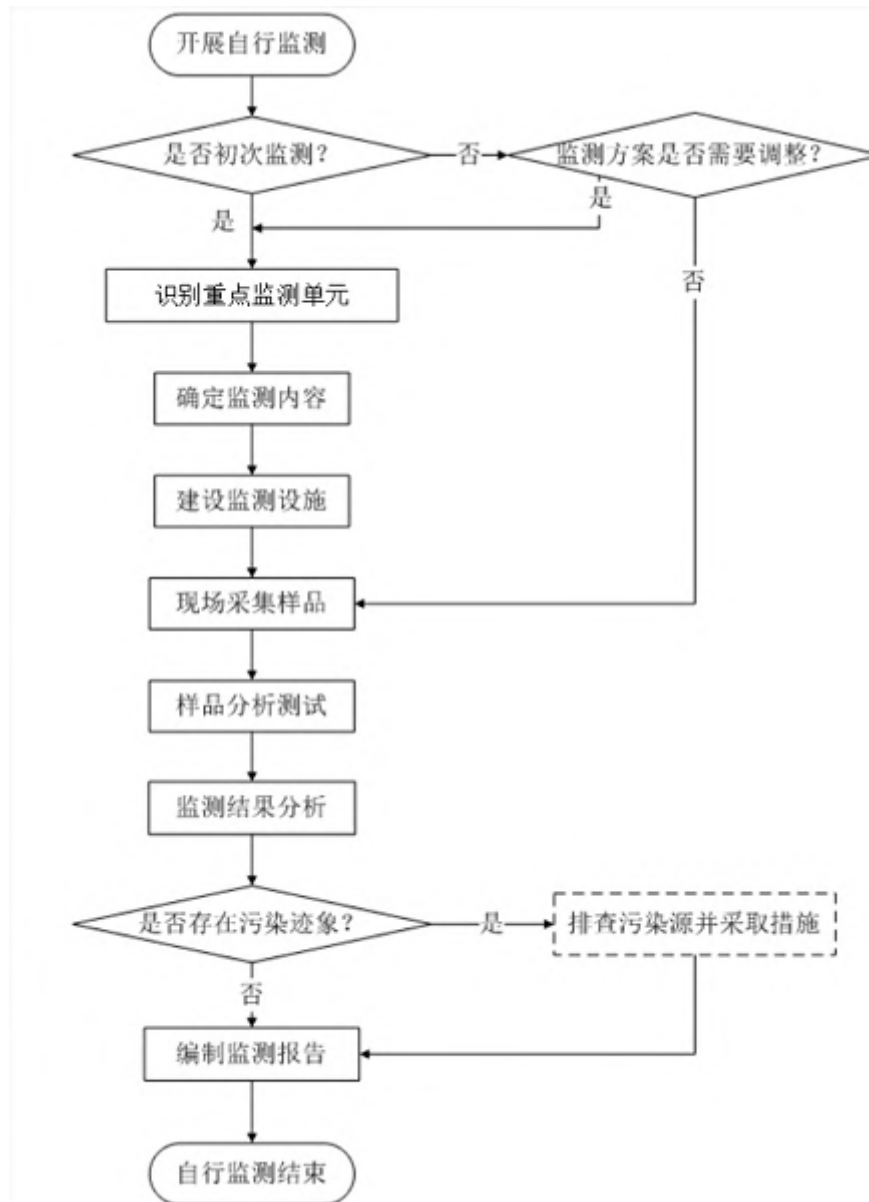 开展自行监测
是否初次监测？
否
监测方案是否需要调整？
是
是
识别重点监测单元
否
确定监测内容
建设监测设施
现场采集样品
样品分析测试
监测结果分析
是否存在污染迹象？
是
排查污染源并采取措施
否
编制监测报告
自行监测结束